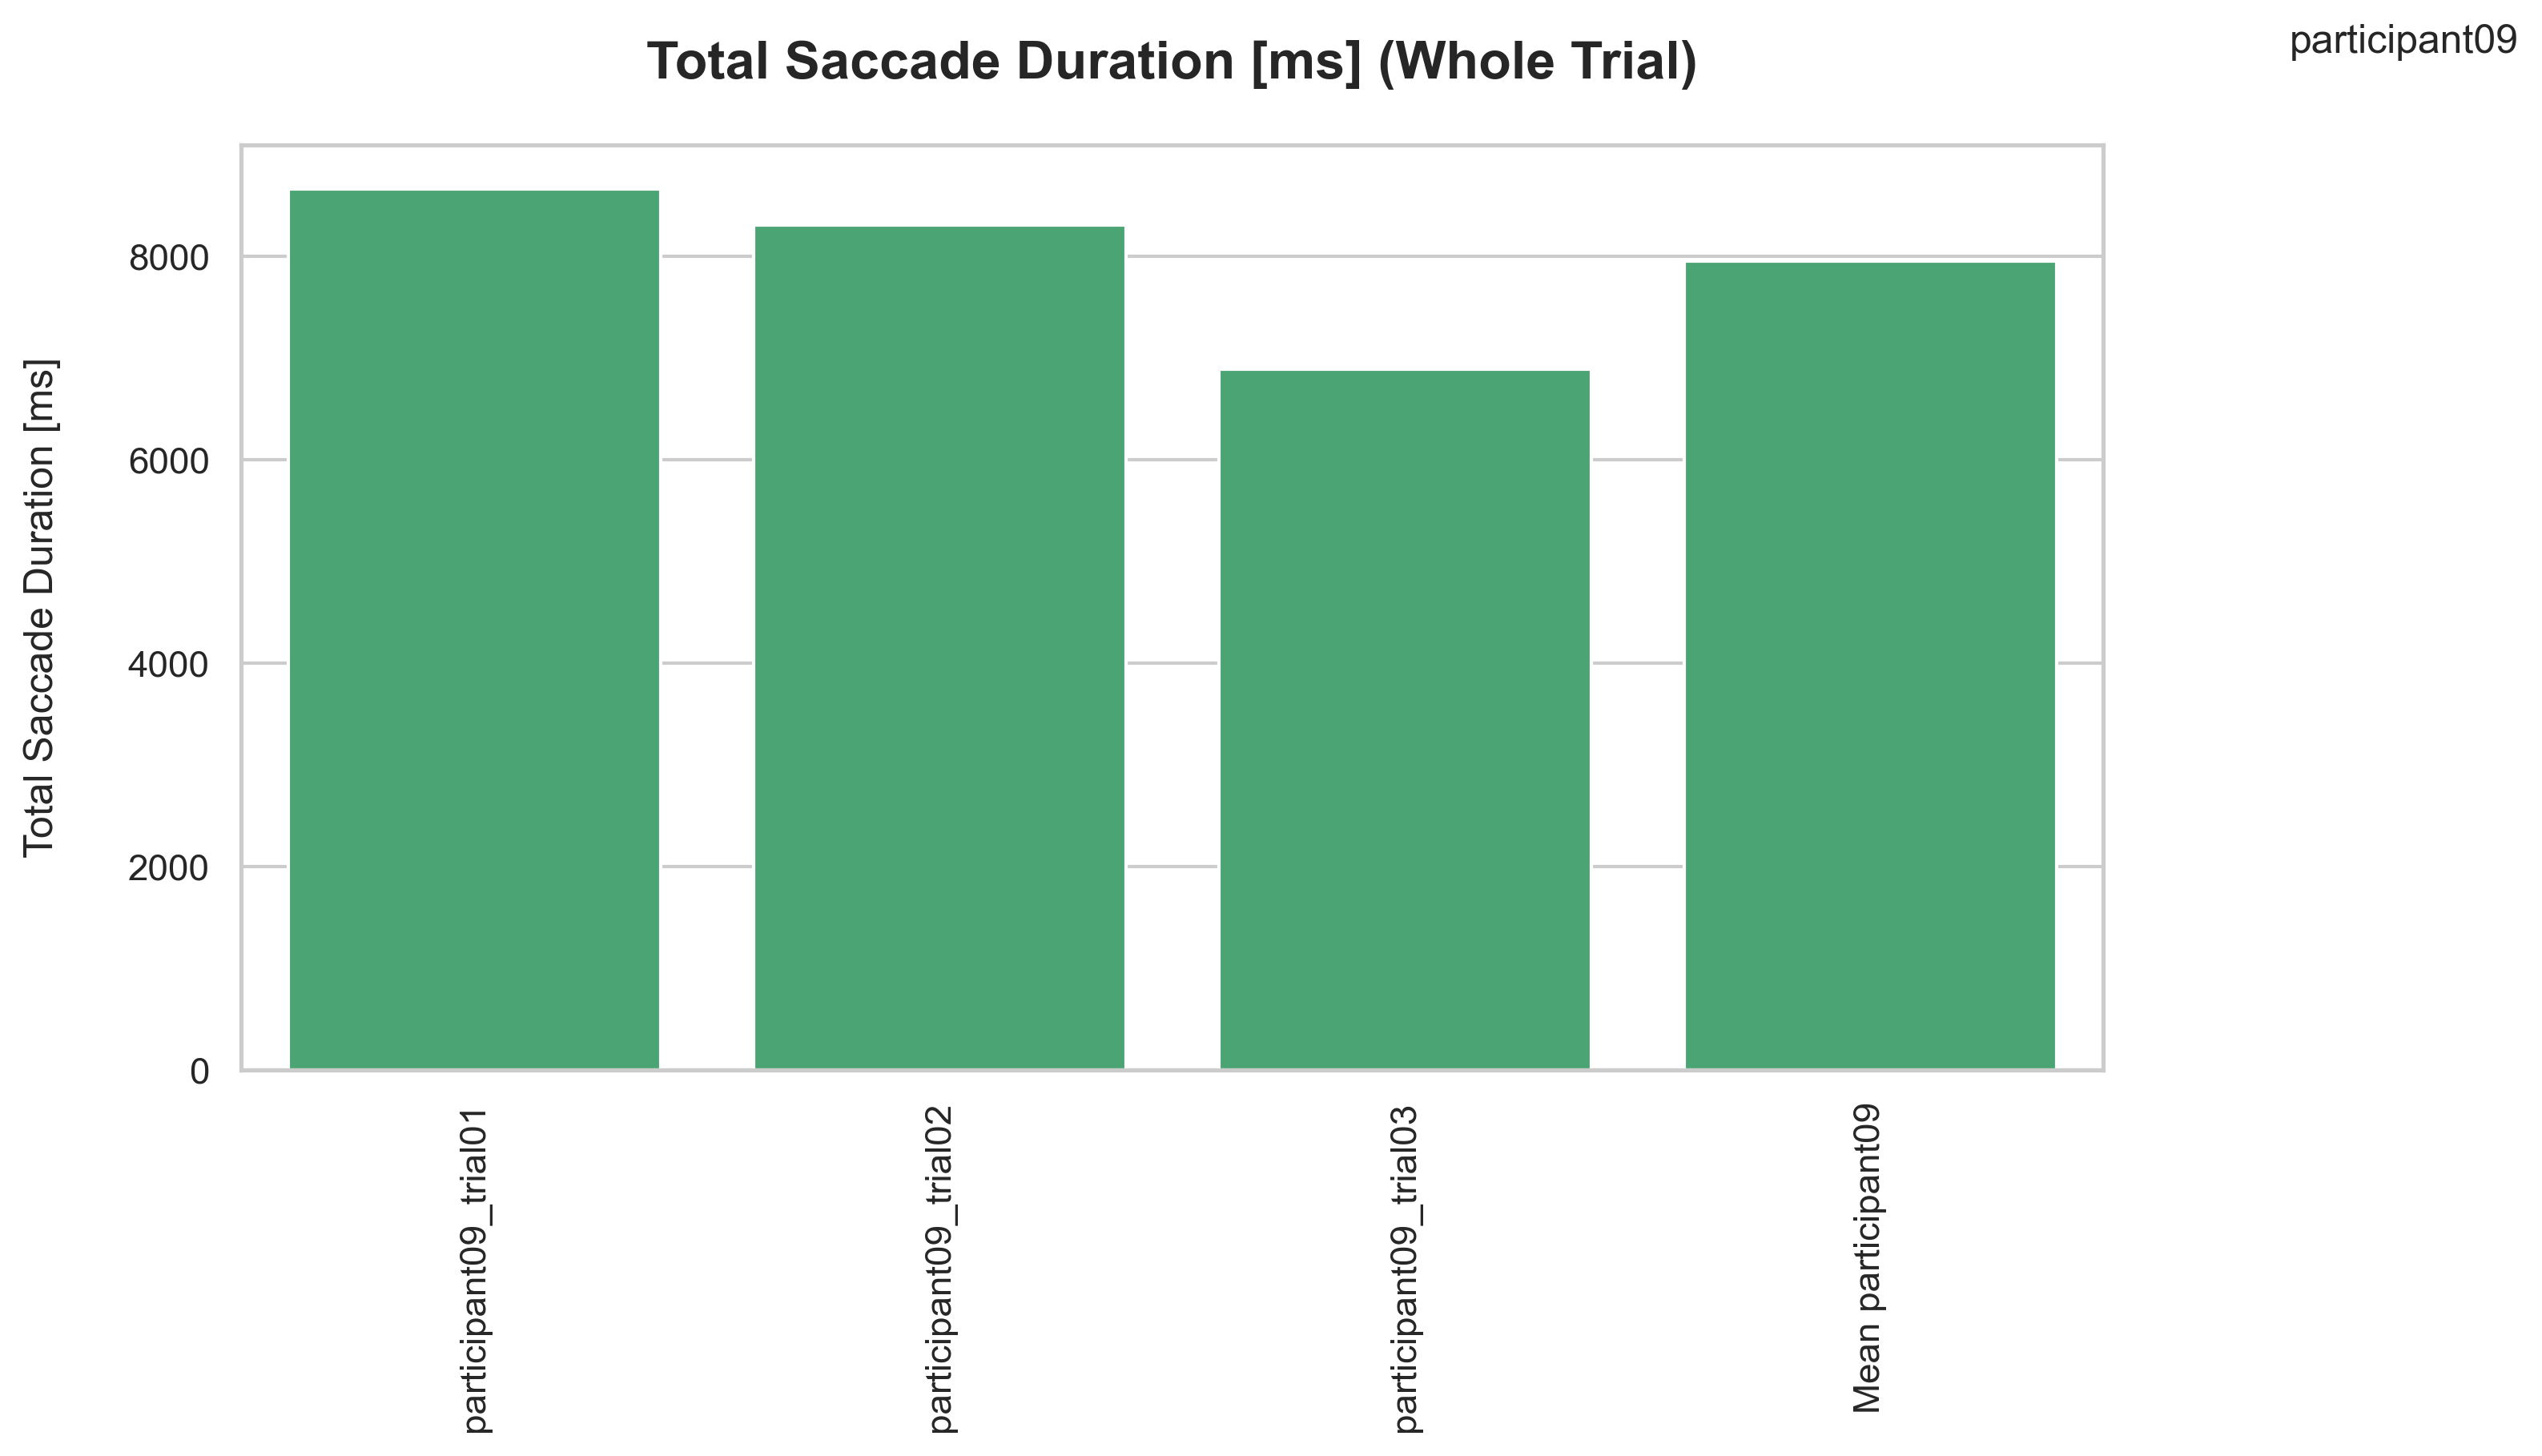 participant09
Total Saccade Duration [ms] (Whole Trial)
Total Saccade Duration [ms]
8000
6000
4000
2000
0
participant09_trial01
participant09_trial02
participant09_trial03
Mean participant09